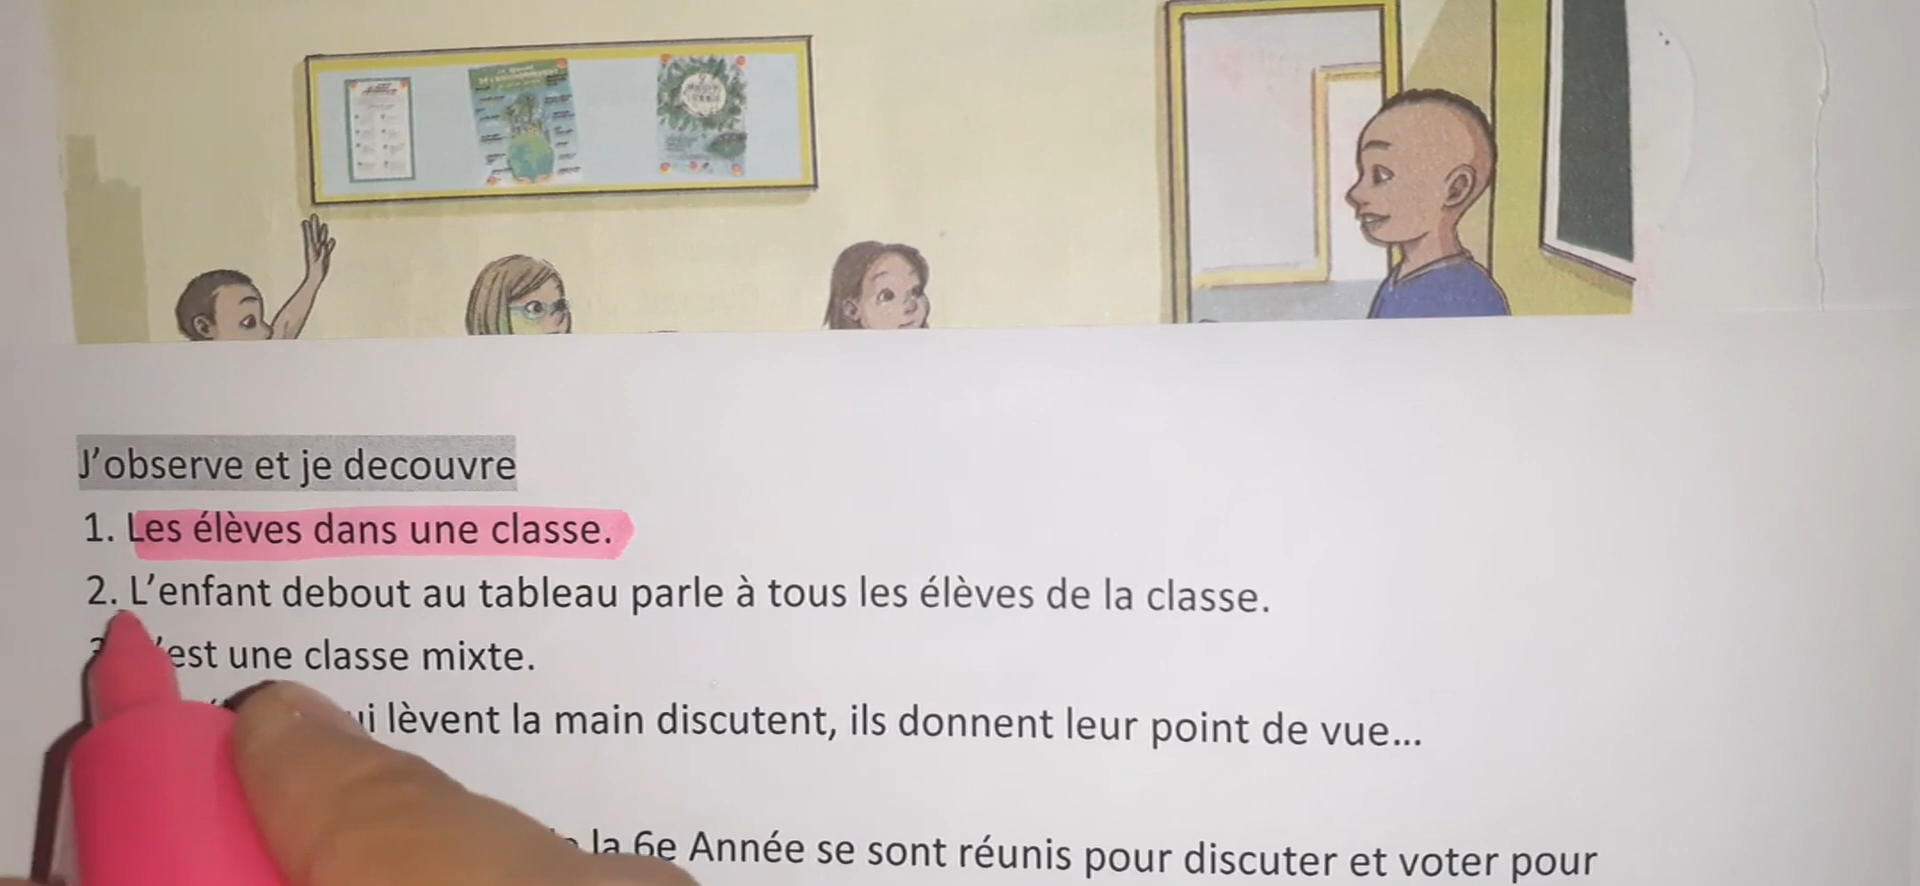 J'observe et je decouvre
1. Les élèves dans une classe.
2. L'enfant debout au tableau parle à tous les élèves de la classe.
est une classe mixte.
lèvent la main discutent, ils donnent leur point de vue...
la 6e Année se sont réunis pour discuter et voter pour